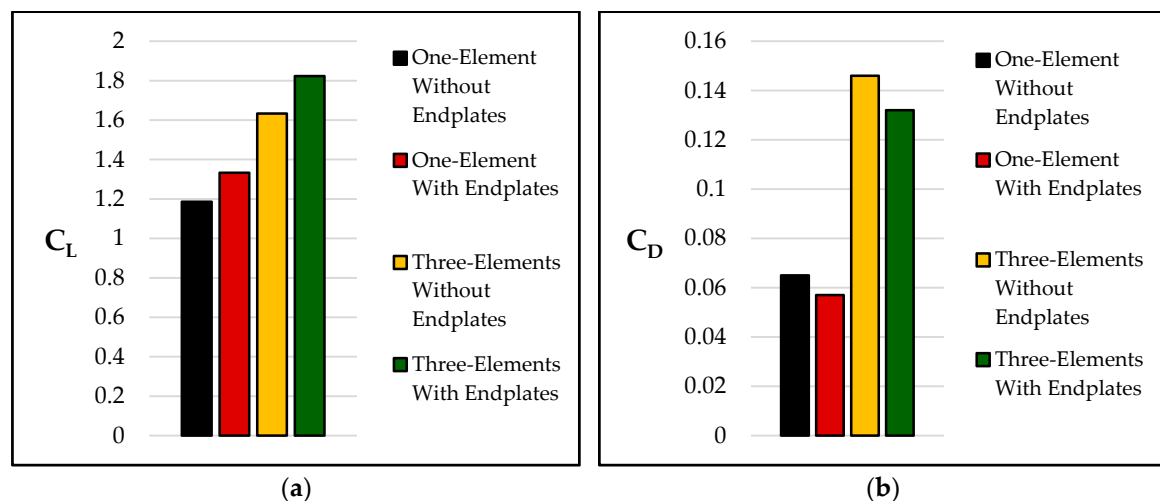 2
1.8
1.6
1.4
1.2
1
0.8
0.6
0.4
0.2
0
C_L
One-Element
Without
Endplates
One-Element
With Endplates
Three-Elements
Without
Endplates
Three-Elements
With Endplates
(a)
0.16
0.14
0.12
0.1
0.08
0.06
0.04
0.02
0
C_D
One-Element
Without
Endplates
One-Element
With Endplates
Three-Elements
Without
Endplates
Three-Elements
With Endplates
(b)